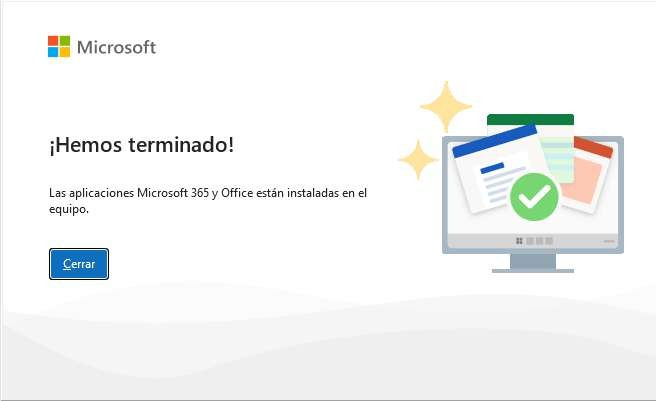 Microsoft
¡Hemos terminado!
Las aplicaciones Microsoft 365 y Office están instaladas en el
equipo.
Cerrar